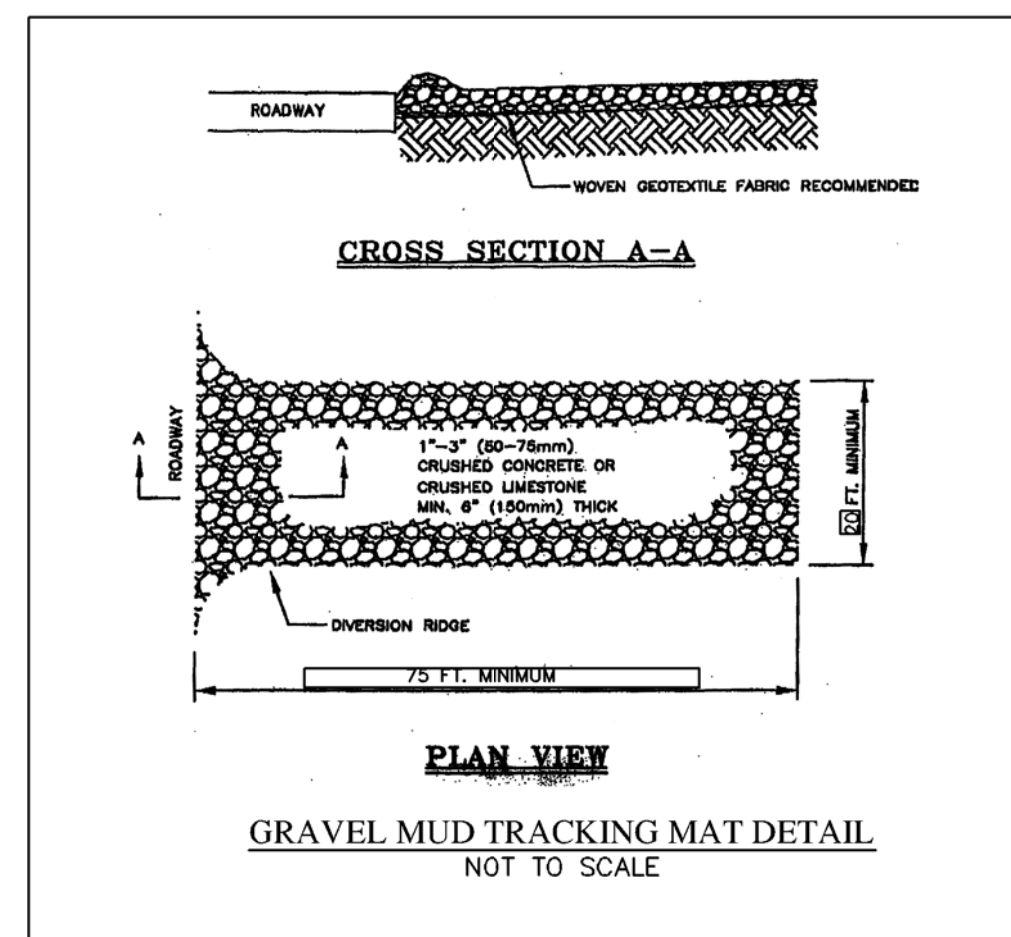 ROADWAY
WOVEN GEOTEXTILE FABRIC RECOMMENDED
CROSS SECTION A-A
A
ROADWAY
A
1"-3" (50-75mm)
CRUSHED CONCRETE OR
CRUSHED LIMESTONE
MIN. 6" (150mm) THICK
20 FT. MINIMUM
DIVERSION RIDGE
75 FT. MINIMUM
PLAN VIEW
GRAVEL MUD TRACKING MAT DETAIL
NOT TO SCALE